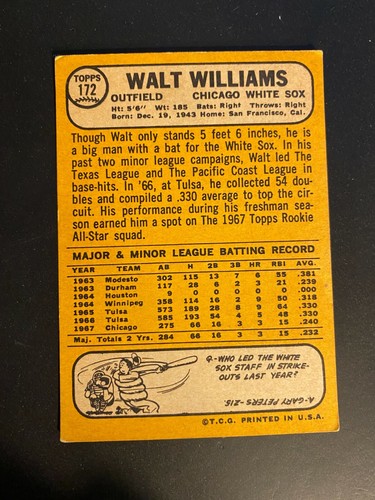 TOPPS
172
WALT WILLIAMS
OUTFIELD CHICAGO WHITE SOX
Ht: 5'6" Wt: 185 Bats: Right Throws: Right
Born: Dec. 19, 1943 Home: San Francisco, Cal.
Though Walt only stands 5 feet 6 inches, he is
a big man with a bat for the White Sox. In his
past two minor league campaigns, Walt led The
Texas League and The Pacific Coast League in
base-hits. In '66, at Tulsa, he collected 54 dou-
bles and compiled a .330 average to top the cir-
cuit. His performance during his freshman sea-
son earned him a spot on The 1967 Topps Rookie
All-Star squad.
MAJOR & MINOR LEAGUE BATTING RECORD
YEAR TEAM AB H 2B 3B HR RBI AVG.
1963 Modesto 302 115 13 7 6 55 .381
1963 Durham 117 28 6 2 3 21 .239
1964 Houston 9 0 0 0 0 0 .000
1964 Winnipeg 358 114 16 2 9 50 .318
1965 Tulsa 573 189 28 8 9 64 .330
1966 Tulsa 585 193 54 4 5 48 .330
1967 Chicago 275 66 16 3 3 15 .240
Maj. Totals 2 Yrs. 284 66 16 3 3 15 .232
Q-WHO LED THE WHITE
SOX STAFF IN STRIKE-
OUTS LAST YEAR?
A-GARY PETERS-215.
©T.C.G. PRINTED IN U.S.A.